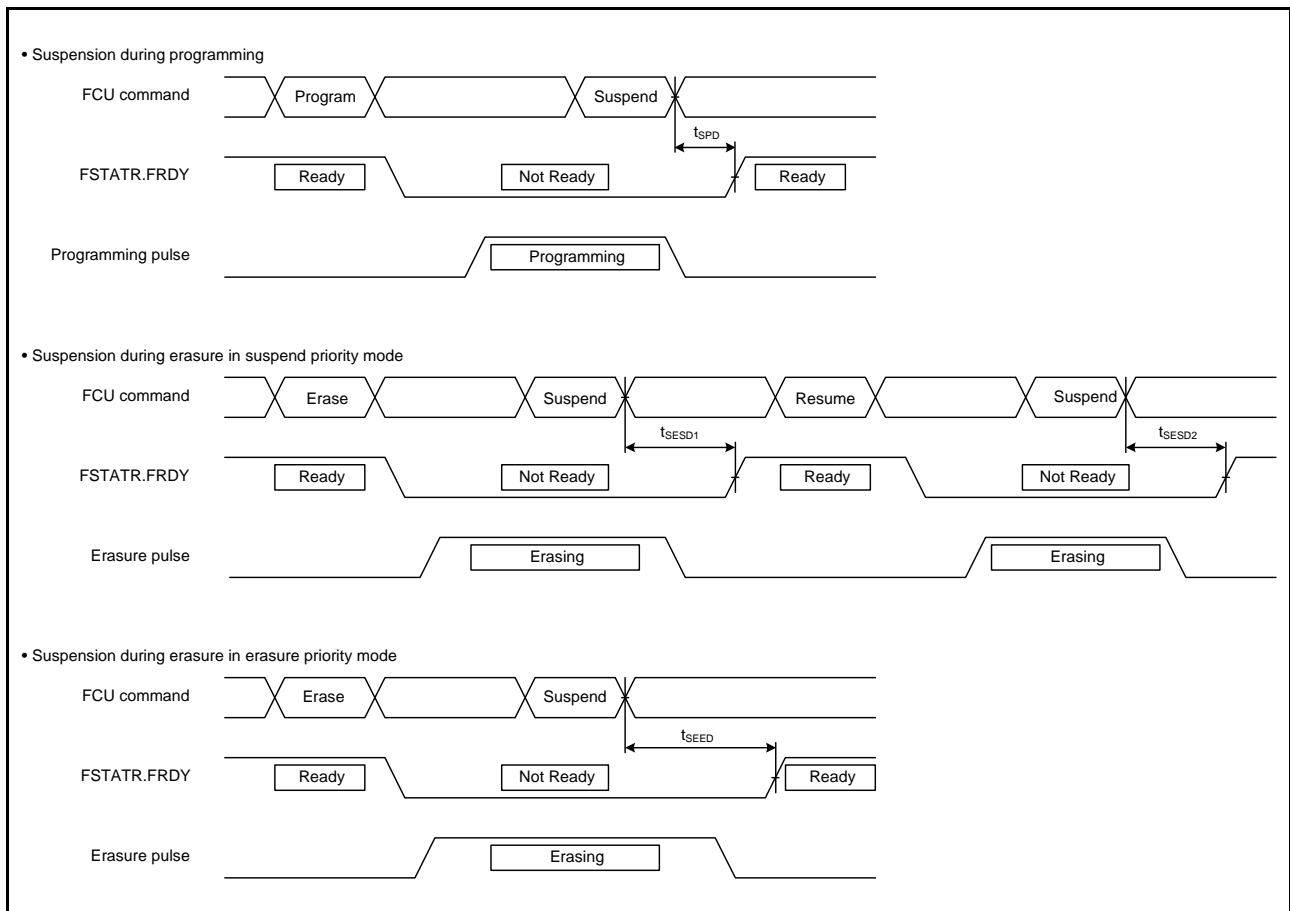 • Suspension during programming
FCU command
Program
Suspend
tSPD
FSTATR.FRDY
Ready
Not Ready
Ready
Programming pulse
Programming
• Suspension during erasure in suspend priority mode
FCU command
Erase
Suspend
Resume
Suspend
tSESD1
tSESD2
FSTATR.FRDY
Ready
Not Ready
Ready
Not Ready
Erasure pulse
Erasing
Erasing
• Suspension during erasure in erasure priority mode
FCU command
Erase
Suspend
tSEED
FSTATR.FRDY
Ready
Not Ready
Ready
Erasure pulse
Erasing